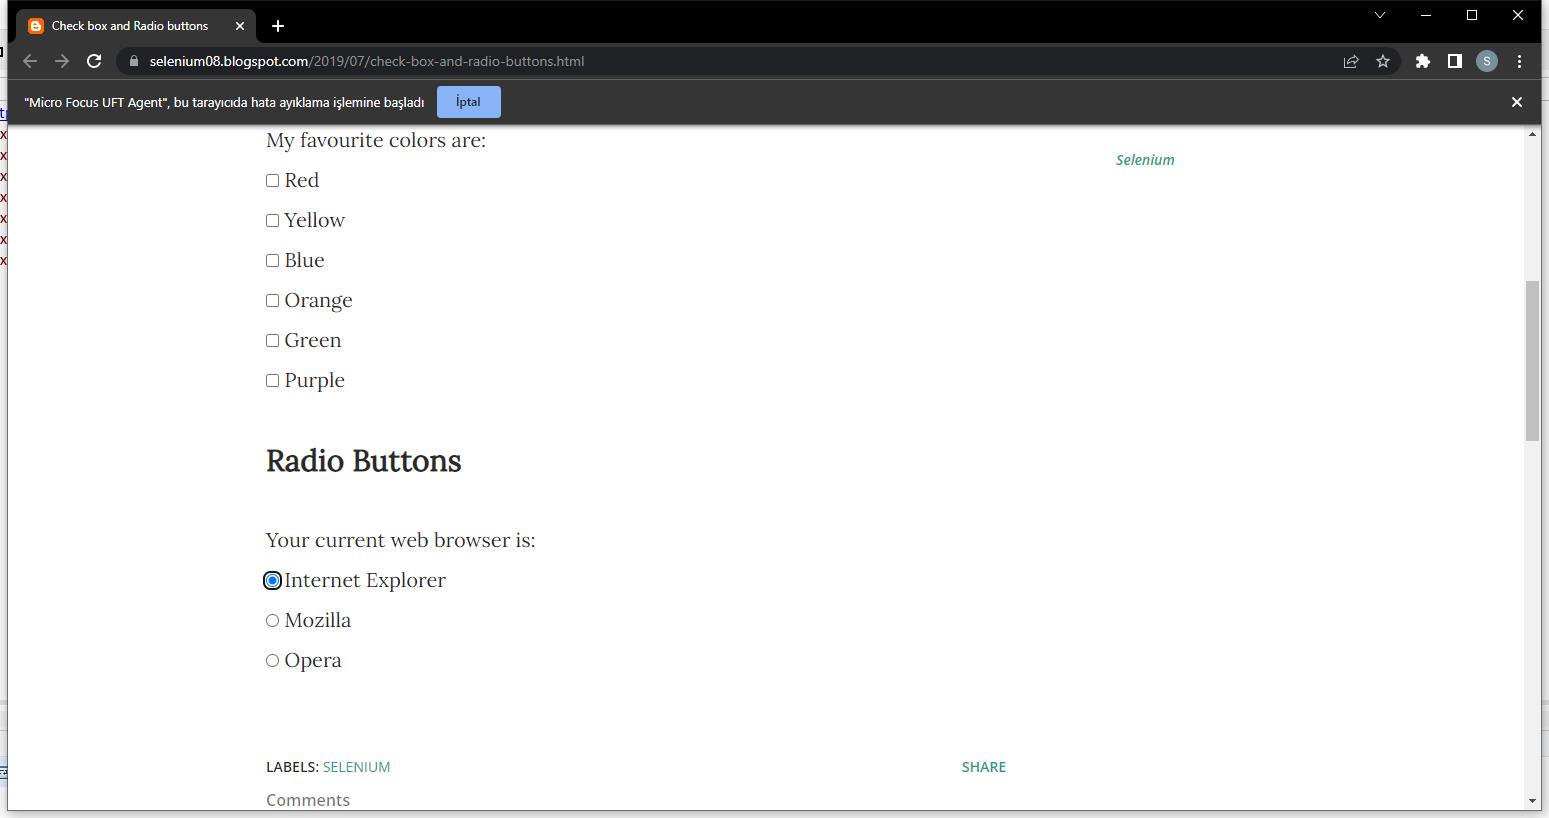 Check box and Radio buttons
selenium08.blogspot.com/2019/07/check-box-and-radio-buttons.html
S
"Micro Focus UFT Agent", bu tarayıcıda hata ayıklama işlemine başladı
İptal
My favourite colors are:
Selenium
Red
Yellow
Blue
Orange
Green
Purple
Radio Buttons
Your current web browser is:
Internet Explorer
Mozilla
Opera
LABELS: SELENIUM
SHARE
Comments